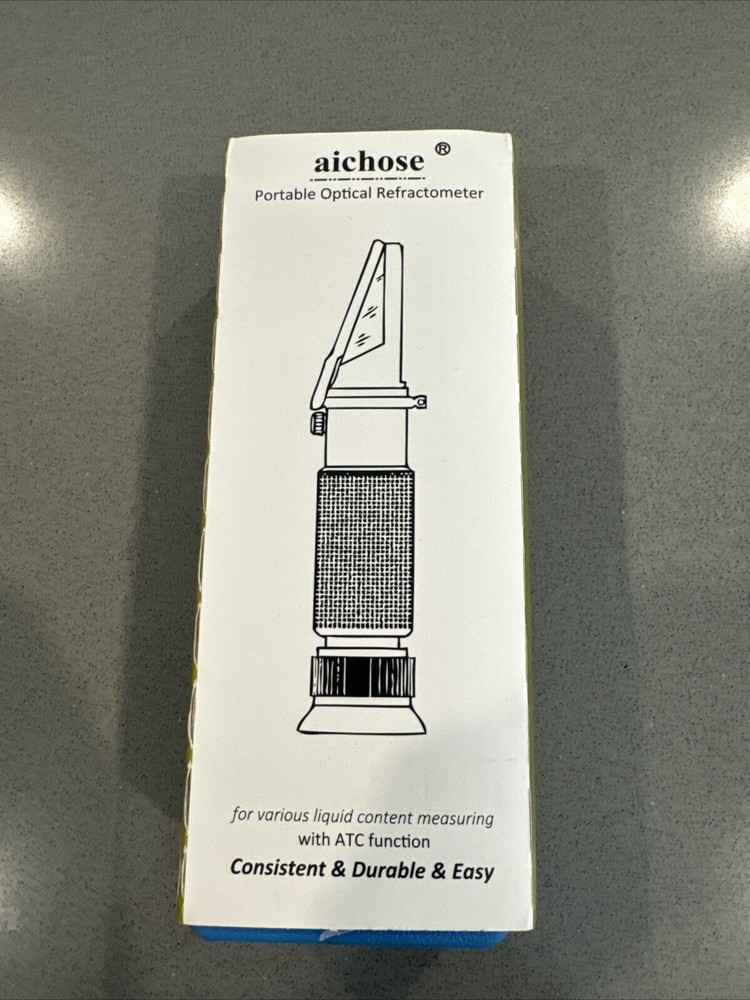 aichose ®
Portable Optical Refractometer
for various liquid content measuring
with ATC function
Consistent & Durable & Easy